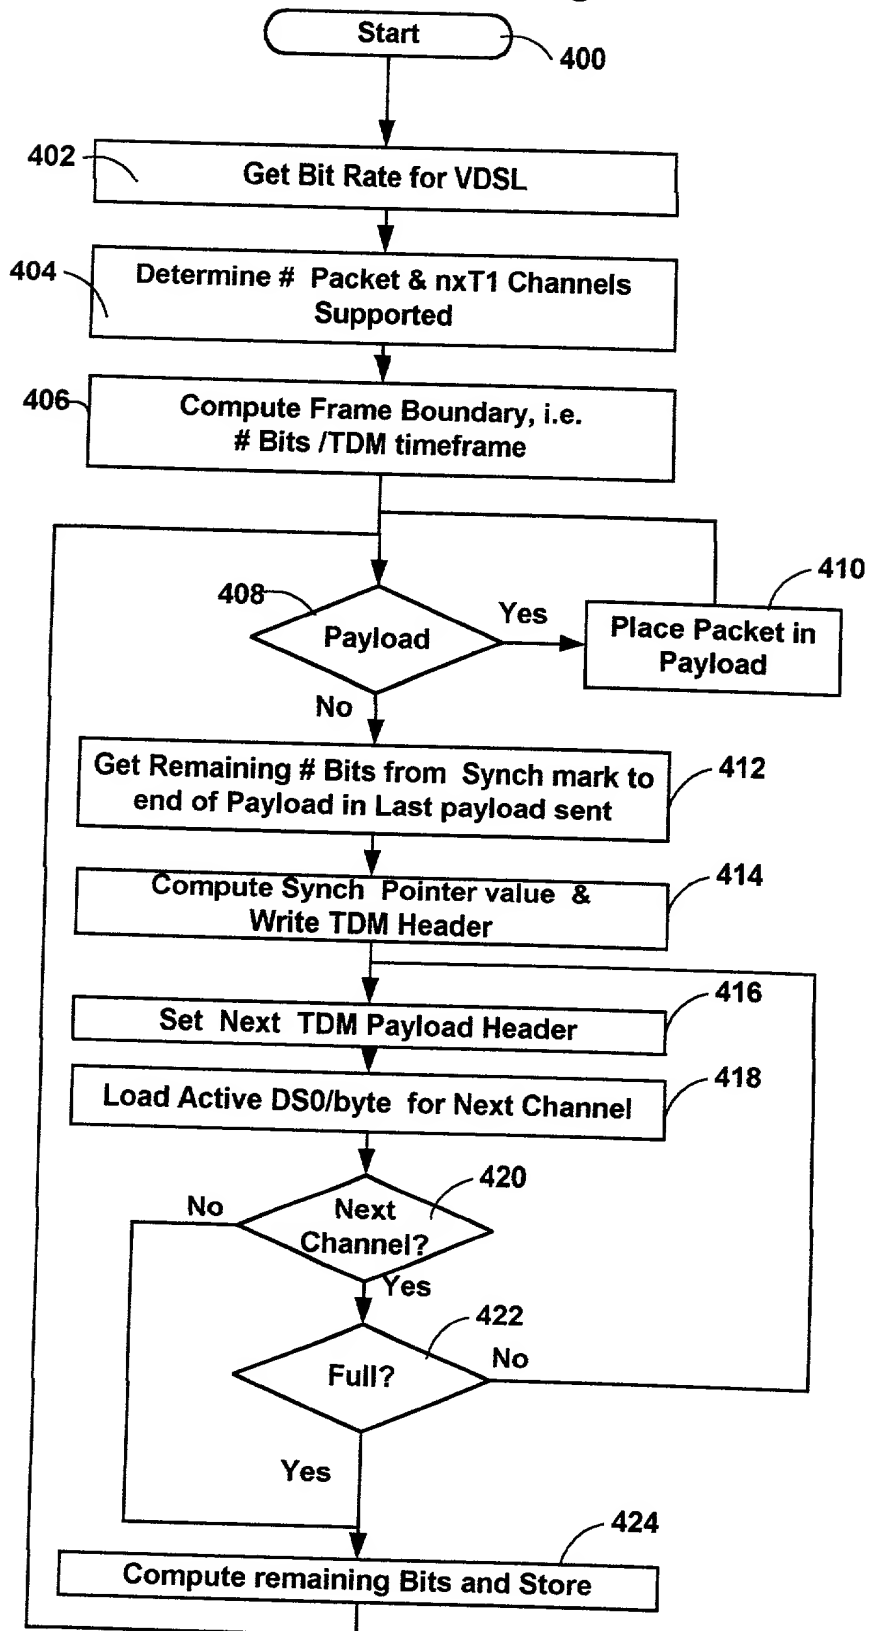 Start
400
402
Get Bit Rate for VDSL
404
Determine # Packet & nxT1 Channels
Supported
406
Compute Frame Boundary, i.e.
# Bits /TDM timeframe
408
Payload
Yes
410
Place Packet in
Payload
No
Get Remaining # Bits from Synch mark to
end of Payload in Last payload sent
412
Compute Synch Pointer value &
Write TDM Header
414
Set Next TDM Payload Header
416
Load Active DS0/byte for Next Channel
418
420
No
Next
Channel?
Yes
422
Full?
No
Yes
424
Compute remaining Bits and Store